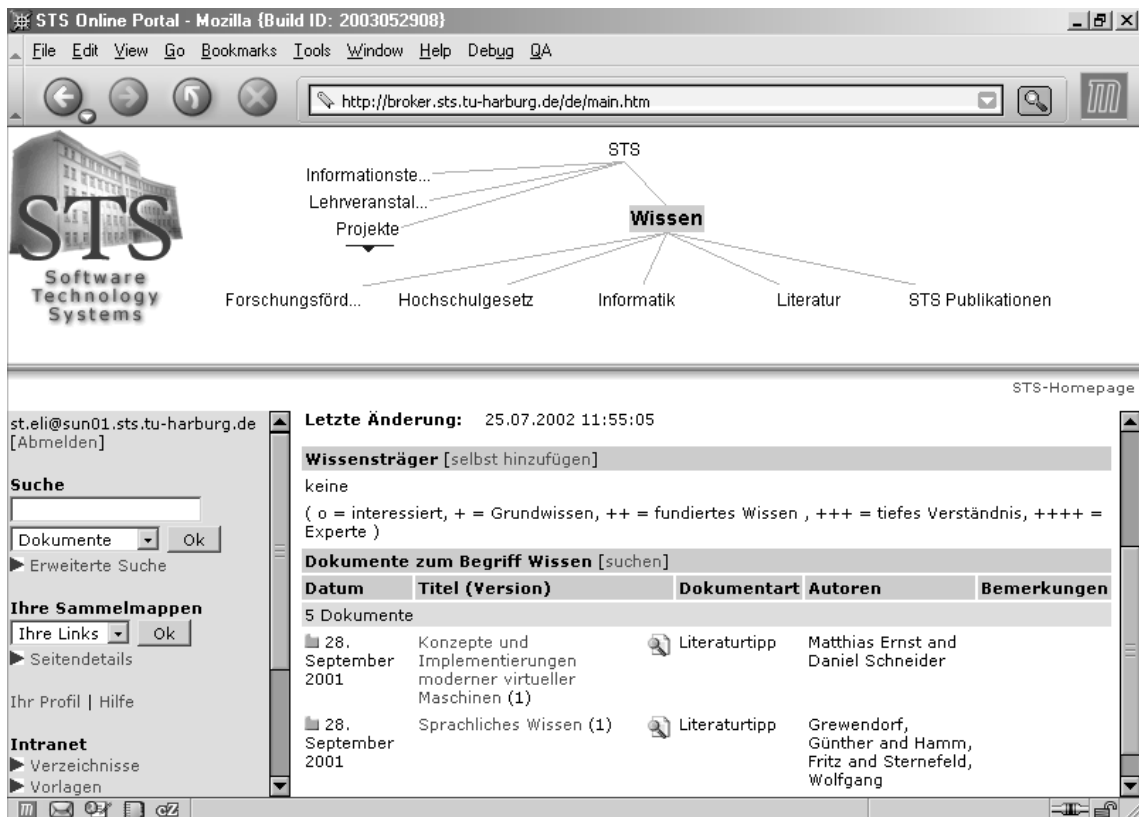 STS Online Portal - Mozilla {Build ID: 2003052908}
File Edit View Go Bookmarks Tools Window Help Debug QA
http://broker.sts.tu-harburg.de/de/main.htm
STS
Software
Technology
Systems
STS
Informationste...
Lehrveranstal...
Projekte
Wissen
Forschungsförd... Hochschulgesetz Informatik Literatur STS Publikationen
STS-Homepage
st.eli@sun01.sts.tu-harburg.de
[Abmelden]
Suche
Dokumente Ok
Erweiterte Suche
Ihre Sammelmappen
Ihre Links Ok
Seitendetails
Ihr Profil | Hilfe
Intranet
Verzeichnisse
Vorlagen
Letzte Änderung: 25.07.2002 11:55:05
Wissensträger [selbst hinzufügen]
keine
( o = interessiert, + = Grundwissen, ++ = fundiertes Wissen , +++ = tiefes Verständnis, ++++ =
Experte )
Dokumente zum Begriff Wissen [suchen]
Datum Titel (Version) Dokumentart Autoren Bemerkungen
5 Dokumente
28. Konzepte und Literaturtipp Matthias Ernst and
September Implementierungen Daniel Schneider
2001 moderner virtueller
Maschinen (1)
28. Sprachliches Wissen (1) Literaturtipp Grewendorf,
September Günther and Hamm,
2001 Fritz and Sternefeld,
Wolfgang